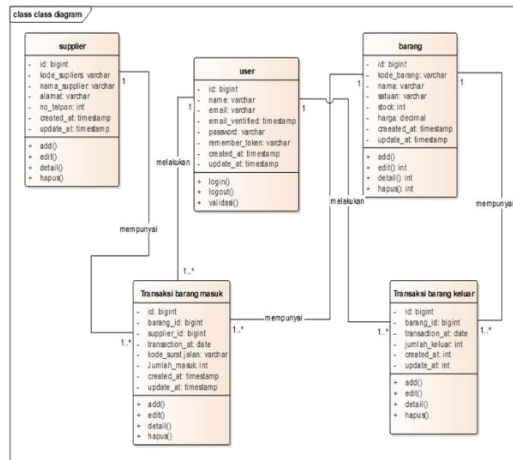 class class diagram
supplier
- id: bigint
- kode_supliers: varchar
- nama_supplier: varchar
- alamat: varchar
- no_telpon: int
- created_at: timestamp
- update_at: timestamp
+ add()
+ edit()
+ detail()
+ hapus()
user
- id: bigint
- name: varchar
- email: varchar
- email_ventified: timestamp
- password: varchar
- remember_token: varchar
- created_at: timestamp
- update_at: timestamp
+ login()
+ logout()
+ validasi()
barang
- id: bigint
- kode_barang: varchar
- nama: varchar
- satuan: varchar
- stock: int
- harga: decimal
- craeated_at: timestamp
- update_at: timestamp
+ add()
+ edit(): int
+ detail(): int
+ hapus(): int
1
1
1
1
1
1
melakukan
melakukan
mempunyai
mempunyai
mempunyai
1..*
1..*
1..*
1..*
1..*
Transaksi barang masuk
- id: bigint
- barang_id: bigint
- supplier_id: bigint
- transaction_at: date
- kode_surat jalan: varchar
- Jumlah_masuk: int
- created_at: timestamp
- update_at: timestamp
+ add()
+ edit()
+ detail()
+ hapus()
Transaksi barang keluar
- id: bigint
- barang_id: bigint
- transadtion_at: date
- jumlah_keluar: int
- created_at: int
- update_at: int
+ add()
+ edit()
+ detail()
+ hapus()